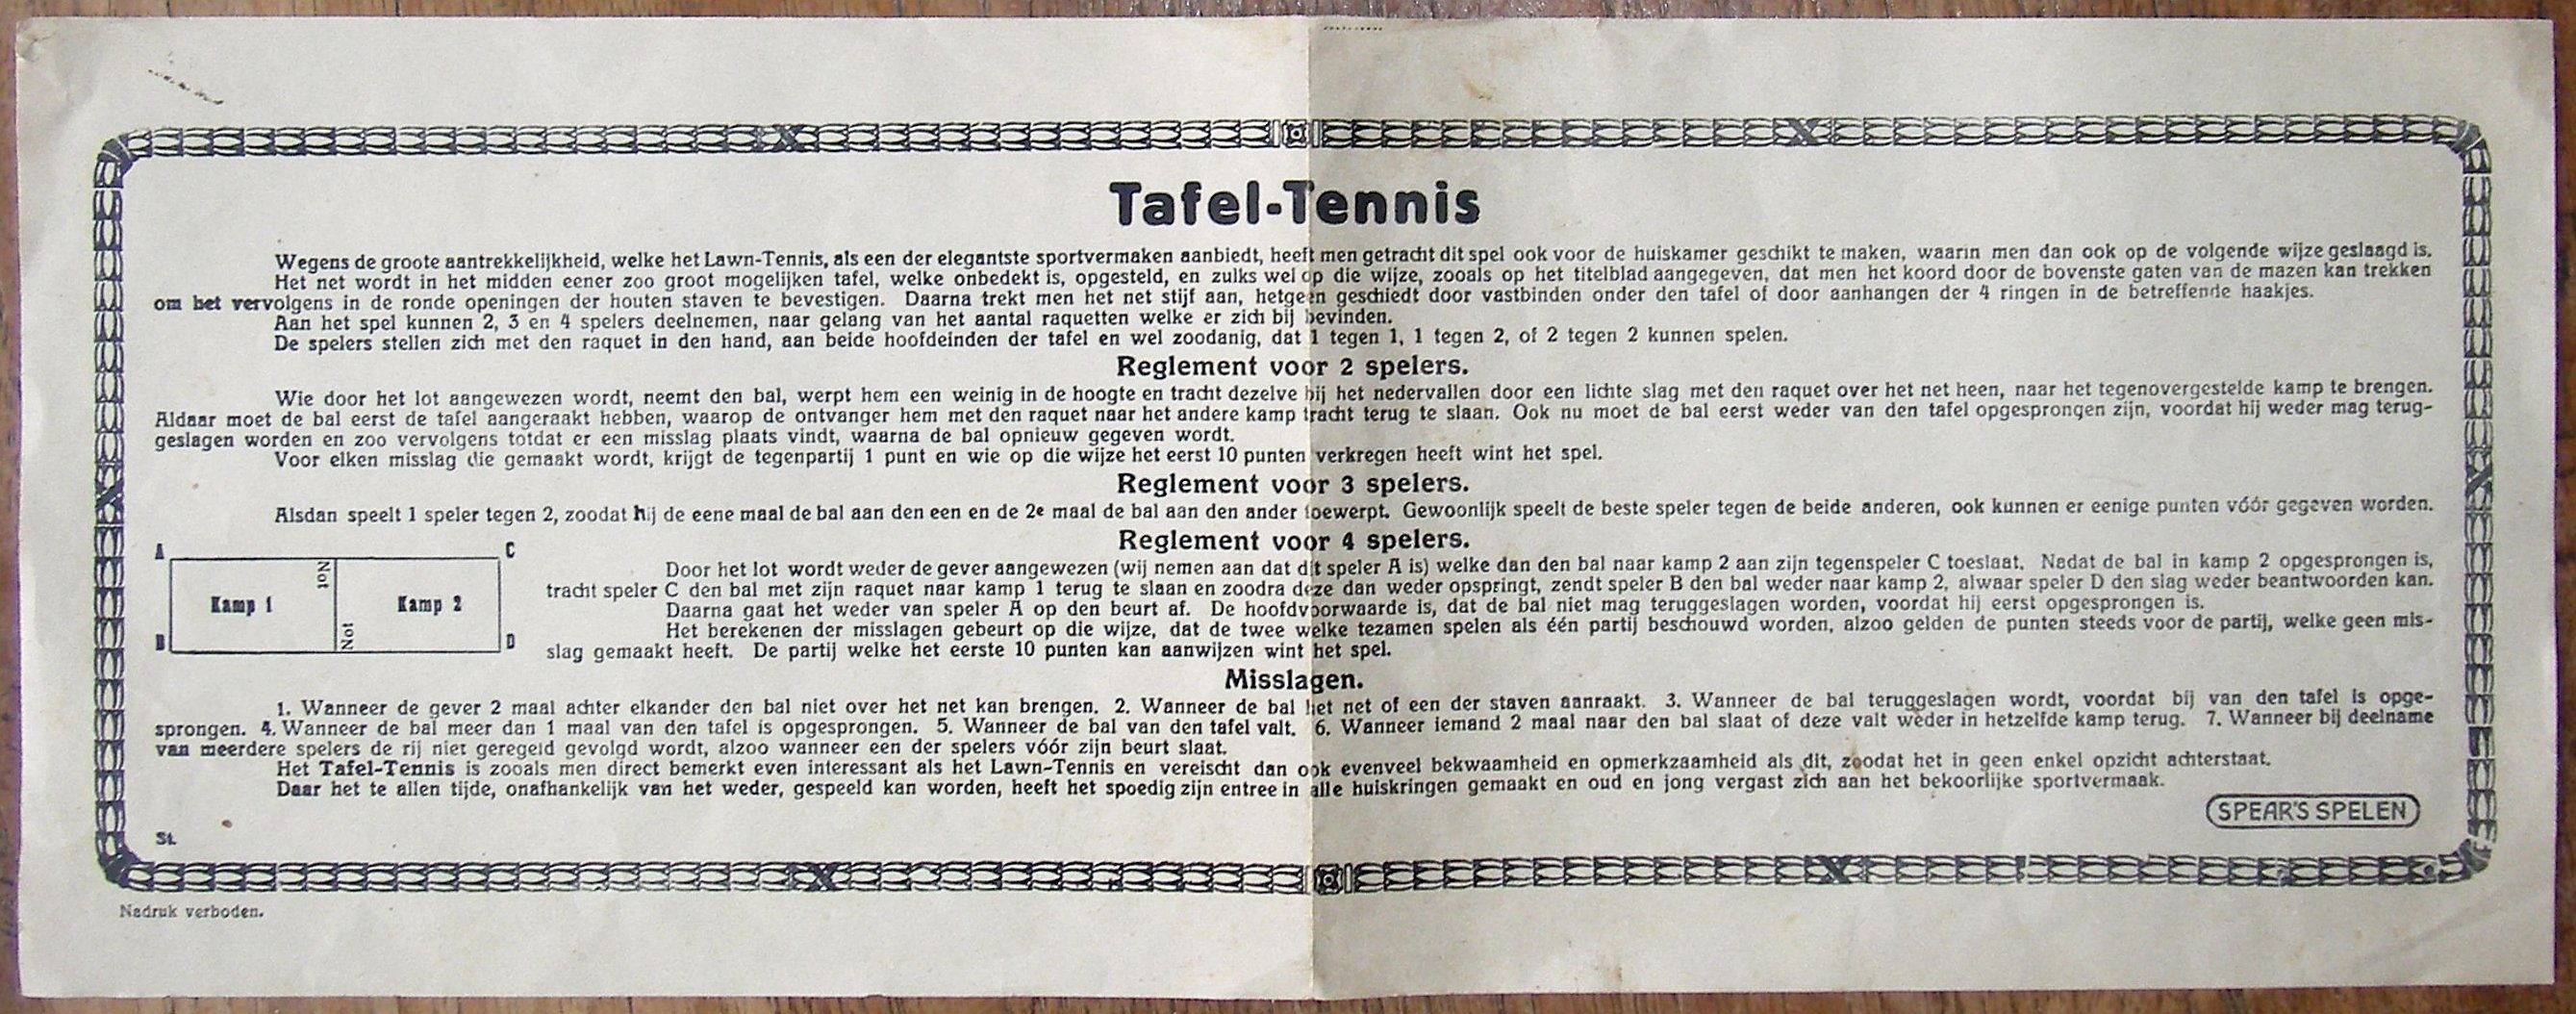 Tafel-Tennis
Wegens de groote aantrekkelijkheid, welke het Lawn-Tennis, als een der elegantste sportvermaken aanbiedt, heeft men getracht dit spel ook voor de huiskamer geschikt te maken, waarin men dan ook op de volgende wijze geslaagd is.
Het net wordt in het midden eener zoo groot mogelijken tafel, welke onbedekt is, opgesteld, en zulks wel op die wijze, zooals op het titelblad aangegeven, dat men het koord door de bovenste gaten van de mazen kan trekken
om het vervolgens in de ronde openingen der houten staven te bevestigen. Daarna trekt men het net stijf aan, hetgeen geschiedt door vastbinden onder den tafel of door aanhangen der 4 ringen in de betreffende haakjes.
Aan het spel kunnen 2, 3 en 4 spelers deelnemen, naar gelang van het aantal raquetten welke er zich bij bevinden.
De spelers stellen zich met den raquet in den hand, aan beide hoofdeinden der tafel en wel zoodanig, dat 1 tegen 1, 1 tegen 2, of 2 tegen 2 kunnen spelen.
Reglement voor 2 spelers.
Wie door het lot aangewezen wordt, neemt den bal, werpt hem een weinig in de hoogte en tracht dezelve bij het nedervallen door een lichte slag met den raquet over het net heen, naar het tegenovergestelde kamp te brengen.
Aldaar moet de bal eerst de tafel aangeraakt hebben, waarop de ontvanger hem met den raquet naar het andere kamp tracht terug te slaan. Ook nu moet de bal eerst weder van den tafel opgesprongen zijn, voordat hij weder mag terug-
geslagen worden en zoo vervolgens totdat er een misslag plaats vindt, waarna de bal opnieuw gegeven wordt.
Voor elken misslag die gemaakt wordt, krijgt de tegenpartij 1 punt en wie op die wijze het eerst 10 punten verkregen heeft wint het spel.
Reglement voor 3 spelers.
Alsdan speelt 1 speler tegen 2, zoodat hij de eene maal de bal aan den een en de 2e maal de bal aan den ander toewerpt. Gewoonlijk speelt de beste speler tegen de beide anderen, ook kunnen er eenige punten vóór gegeven worden.
Reglement voor 4 spelers.
A
C
Net
Kamp 1
Kamp 2
Net
B
D
Door het lot wordt weder de gever aangewezen (wij nemen aan dat dit speler A is) welke dan den bal naar kamp 2 aan zijn tegenspeler C toeslaat. Nadat de bal in kamp 2 opgesprongen is,
tracht speler C den bal met zijn raquet naar kamp 1 terug te slaan en zoodra deze dan weder opspringt, zendt speler B den bal weder naar kamp 2, alwaar speler D den slag weder beantwoorden kan.
Daarna gaat het weder van speler A op den beurt af. De hoofdvoorwaarde is, dat de bal niet mag teruggeslagen worden, voordat hij eerst opgesprongen is.
Het berekenen der misslagen gebeurt op die wijze, dat de twee welke tezamen spelen als één partij beschouwd worden, alzoo gelden de punten steeds voor de partij, welke geen mis-
slag gemaakt heeft. De partij welke het eerste 10 punten kan aanwijzen wint het spel.
Misslagen.
1. Wanneer de gever 2 maal achter elkander den bal niet over het net kan brengen. 2. Wanneer de bal het net of een der staven aanraakt. 3. Wanneer de bal teruggeslagen wordt, voordat bij van den tafel is opge-
sprongen. 4. Wanneer de bal meer dan 1 maal van den tafel is opgesprongen. 5. Wanneer de bal van den tafel valt. 6. Wanneer iemand 2 maal naar den bal slaat of deze valt weder in hetzelfde kamp terug. 7. Wanneer bij deelname
van meerdere spelers de rij niet geregeld gevolgd wordt, alzoo wanneer een der spelers vóór zijn beurt slaat.
Het Tafel-Tennis is zooals men direct bemerkt even interessant als het Lawn-Tennis en vereischt dan ook evenveel bekwaamheid en opmerkzaamheid als dit, zoodat het in geen enkel opzicht achterstaat.
Daar het te allen tijde, onafhankelijk van het weder, gespeeld kan worden, heeft het spoedig zijn entree in alle huiskringen gemaakt en oud en jong vergast zich aan het bekoorlijke sportvermaak.
SPEAR'S SPELEN
St.
Nadruk verboden.